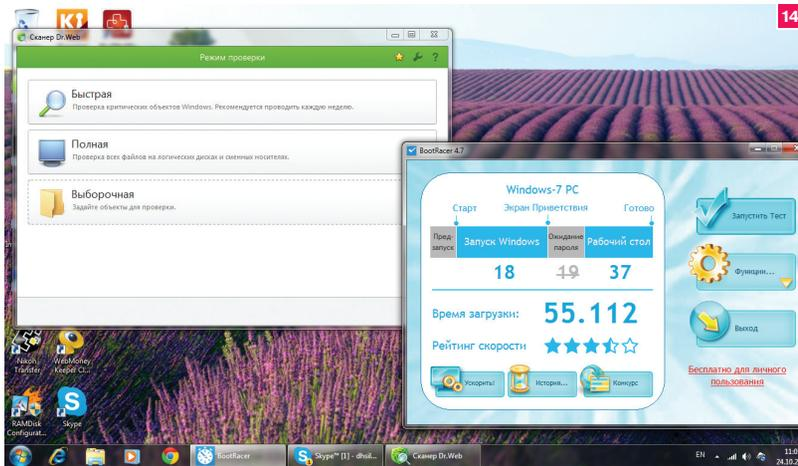 14
Сканер Dr.Web
Режим проверки
Быстрая
Проверка критических объектов Windows. Рекомендуется проводить каждую неделю.
Полная
Проверка всех файлов на логических дисках и сменных носителях.
Выборочная
Задайте объекты для проверки.
BootRacer 4.7
Windows-7 PC
Старт Экран Приветствия Готово
Пред-
запуск
Запуск Windows
Ожидание
пароля
Рабочий стол
18 19 37
Время загрузки: 55.112
Рейтинг скорости
Ускорить! История... Конкурс
Запустить Тест
Функции...
Выход
Бесплатно для личного
пользования
Nikon
Transfer
WebMoney
Keeper Cl...
RAMDisk
Configurat...
Skype
BootRacer
Skype™ [1] - dhsil...
Сканер Dr.Web
EN
11:0
24.10.2